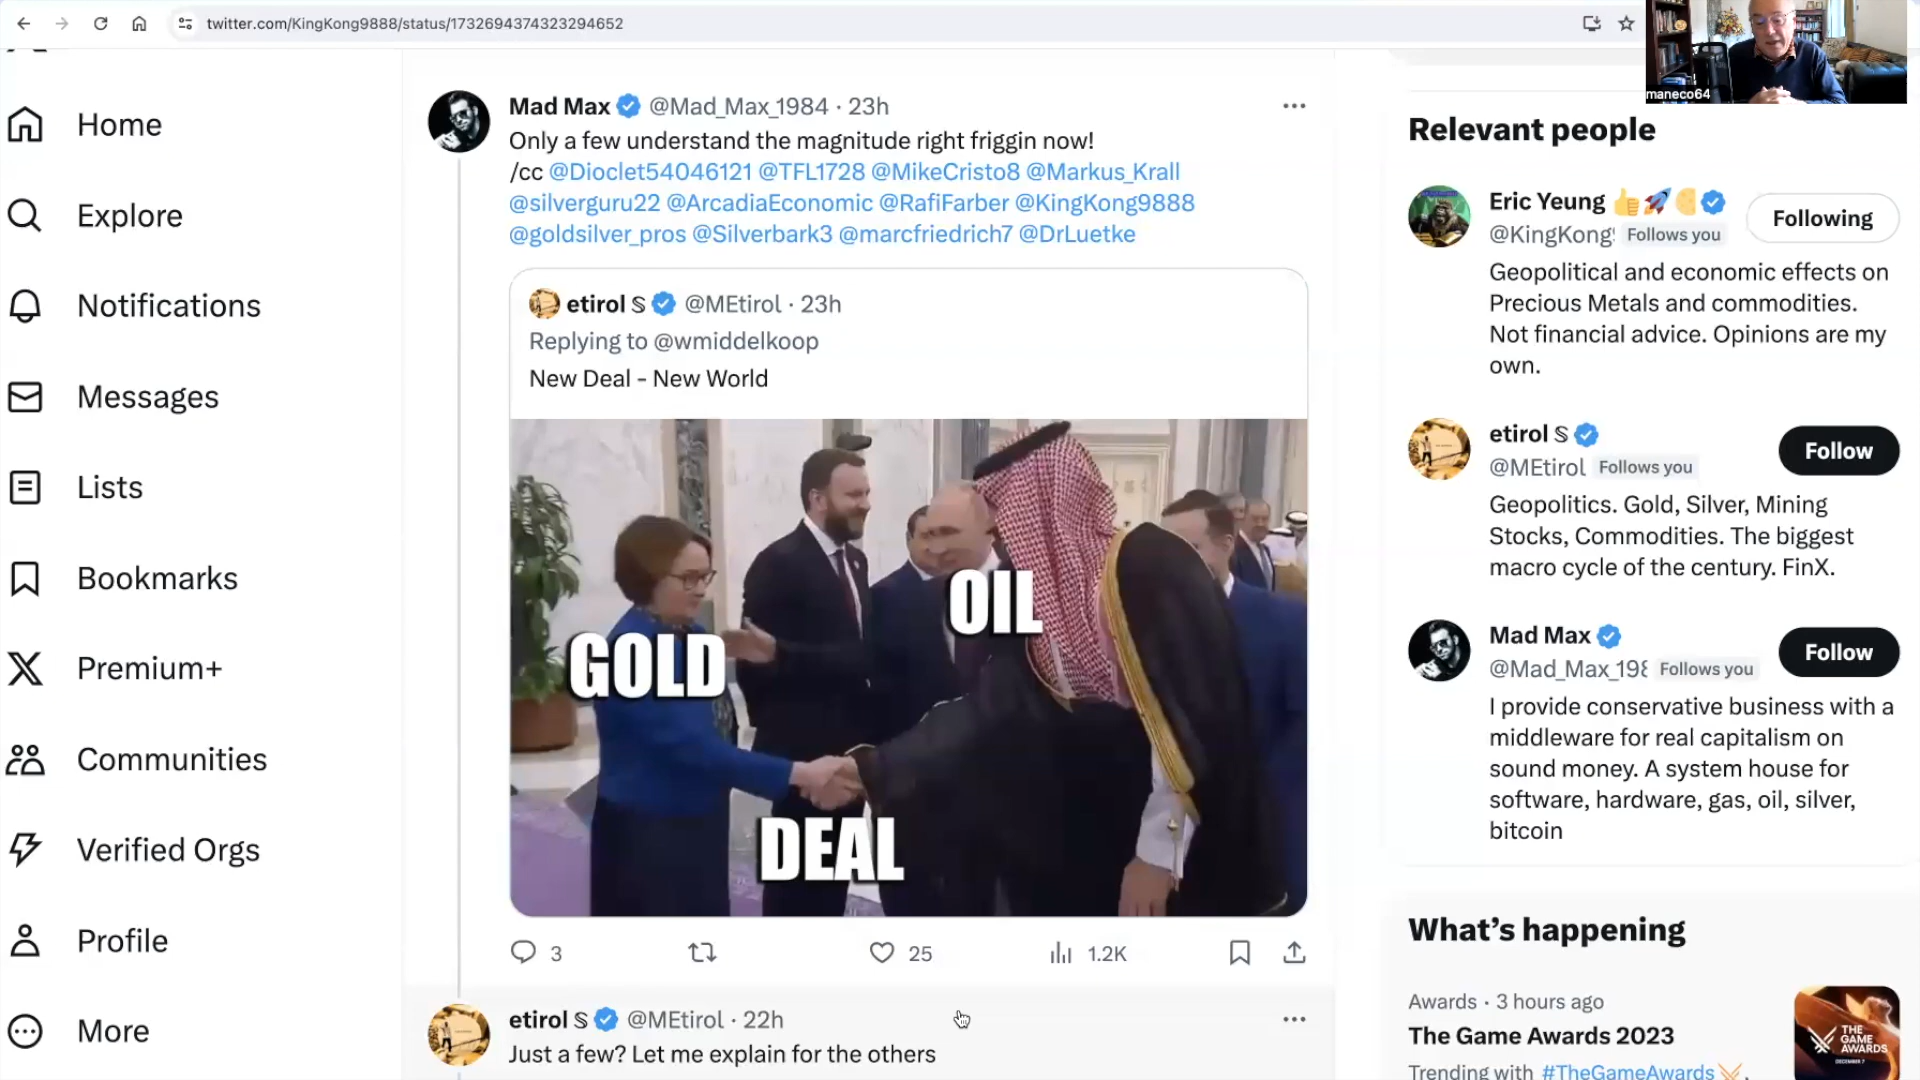 twitter.com/KingKong9888/status/1732694374323294652
maneco64
Home
Explore
Notifications
Messages
Lists
Bookmarks
Premium+
Communities
Verified Orgs
Profile
More
Mad Max @Mad_Max_1984 · 23h
Only a few understand the magnitude right friggin now!
/cc @Dioclet54046121 @TFL1728 @MikeCristo8 @Markus_Krall
@silverguru22 @ArcadiaEconomic @RafiFarber @KingKong9888
@goldsilver_pros @Silverbark3 @marcfriedrich7 @DrLuetke
etirol S @MEtirol · 23h
Replying to @wmiddelkoop
New Deal - New World
OIL
GOLD
DEAL
3
25
1.2K
etirol S @MEtirol · 22h
Just a few? Let me explain for the others
Relevant people
Eric Yeung
Following
@KingKong Follows you
Geopolitical and economic effects on
Precious Metals and commodities.
Not financial advice. Opinions are my
own.
etirol S
Follow
@MEtirol Follows you
Geopolitics. Gold, Silver, Mining
Stocks, Commodities. The biggest
macro cycle of the century. FinX.
Mad Max
Follow
@Mad_Max_198 Follows you
I provide conservative business with a
middleware for real capitalism on
sound money. A system house for
software, hardware, gas, oil, silver,
bitcoin
What's happening
Awards · 3 hours ago
The Game Awards 2023
Trending with #TheGameAwards
THE
GAME
AWARDS